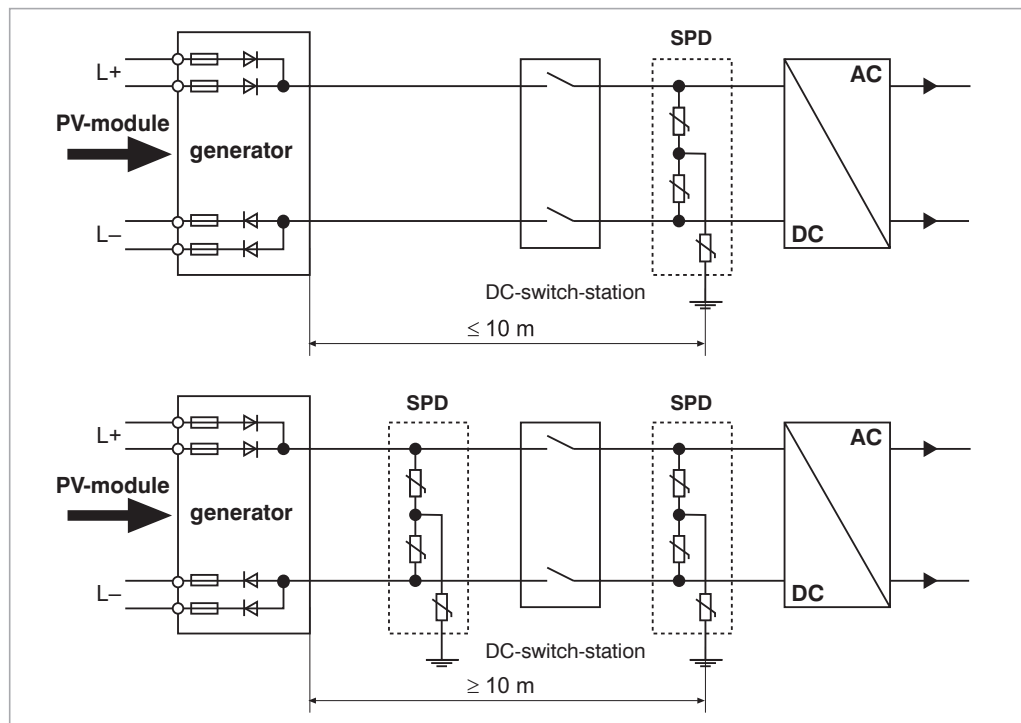 SPD
L+
AC
PV-module
generator
L–
DC
DC-switch-station
≤ 10 m
SPD
SPD
L+
AC
PV-module
generator
L–
DC
DC-switch-station
≥ 10 m